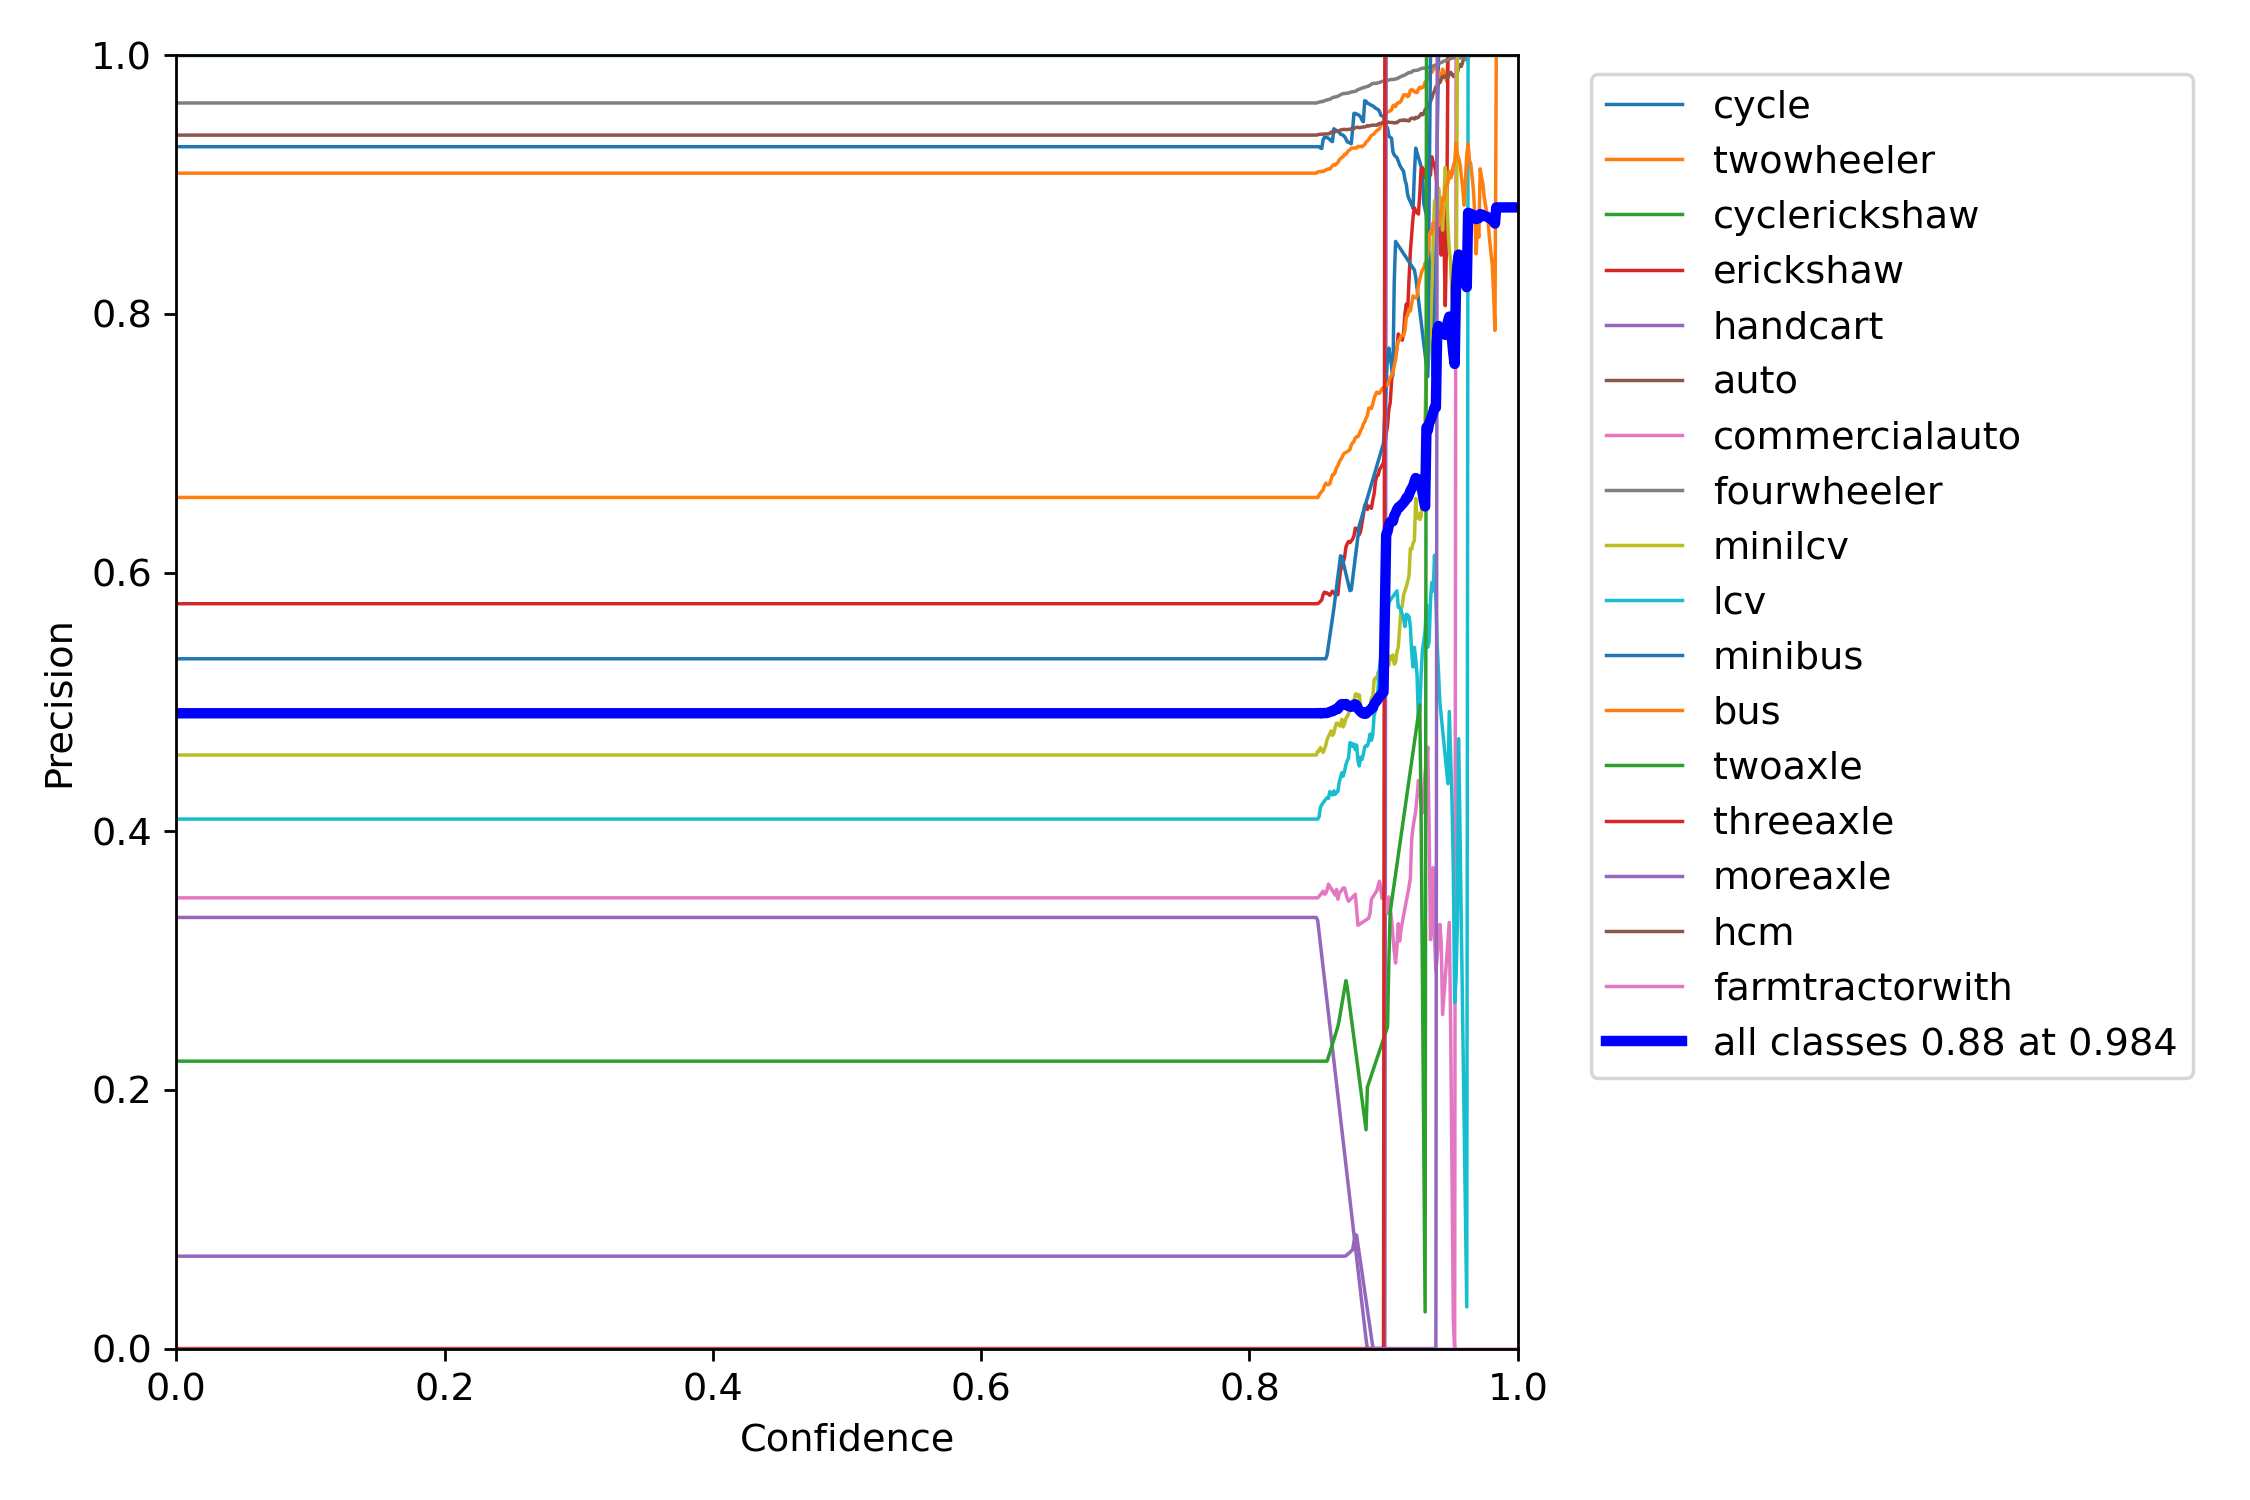 1.0
0.8
0.6
0.4
0.2
0.0
0.0 0.2 0.4 0.6 0.8 1.0
Precision
Confidence
cycle
twowheeler
cyclerickshaw
erickshaw
handcart
auto
commercialauto
fourwheeler
minilcv
lcv
minibus
bus
twoaxle
threeaxle
moreaxle
hcm
farmtractorwith
all classes 0.88 at 0.984